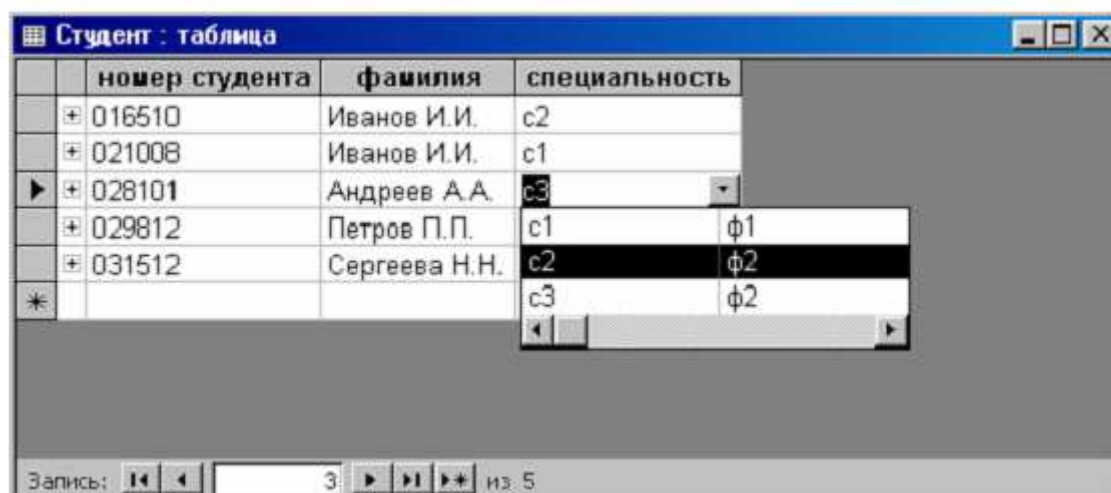 Студент : таблица
номер студента фамилия специальность
016510 Иванов И.И. с2
021008 Иванов И.И. с1
028101 Андреев А.А. с3
029812 Петров П.П. с1 ф1
031512 Сергеева Н.Н. с2 ф2
с3 ф2
Запись: 3 из 5